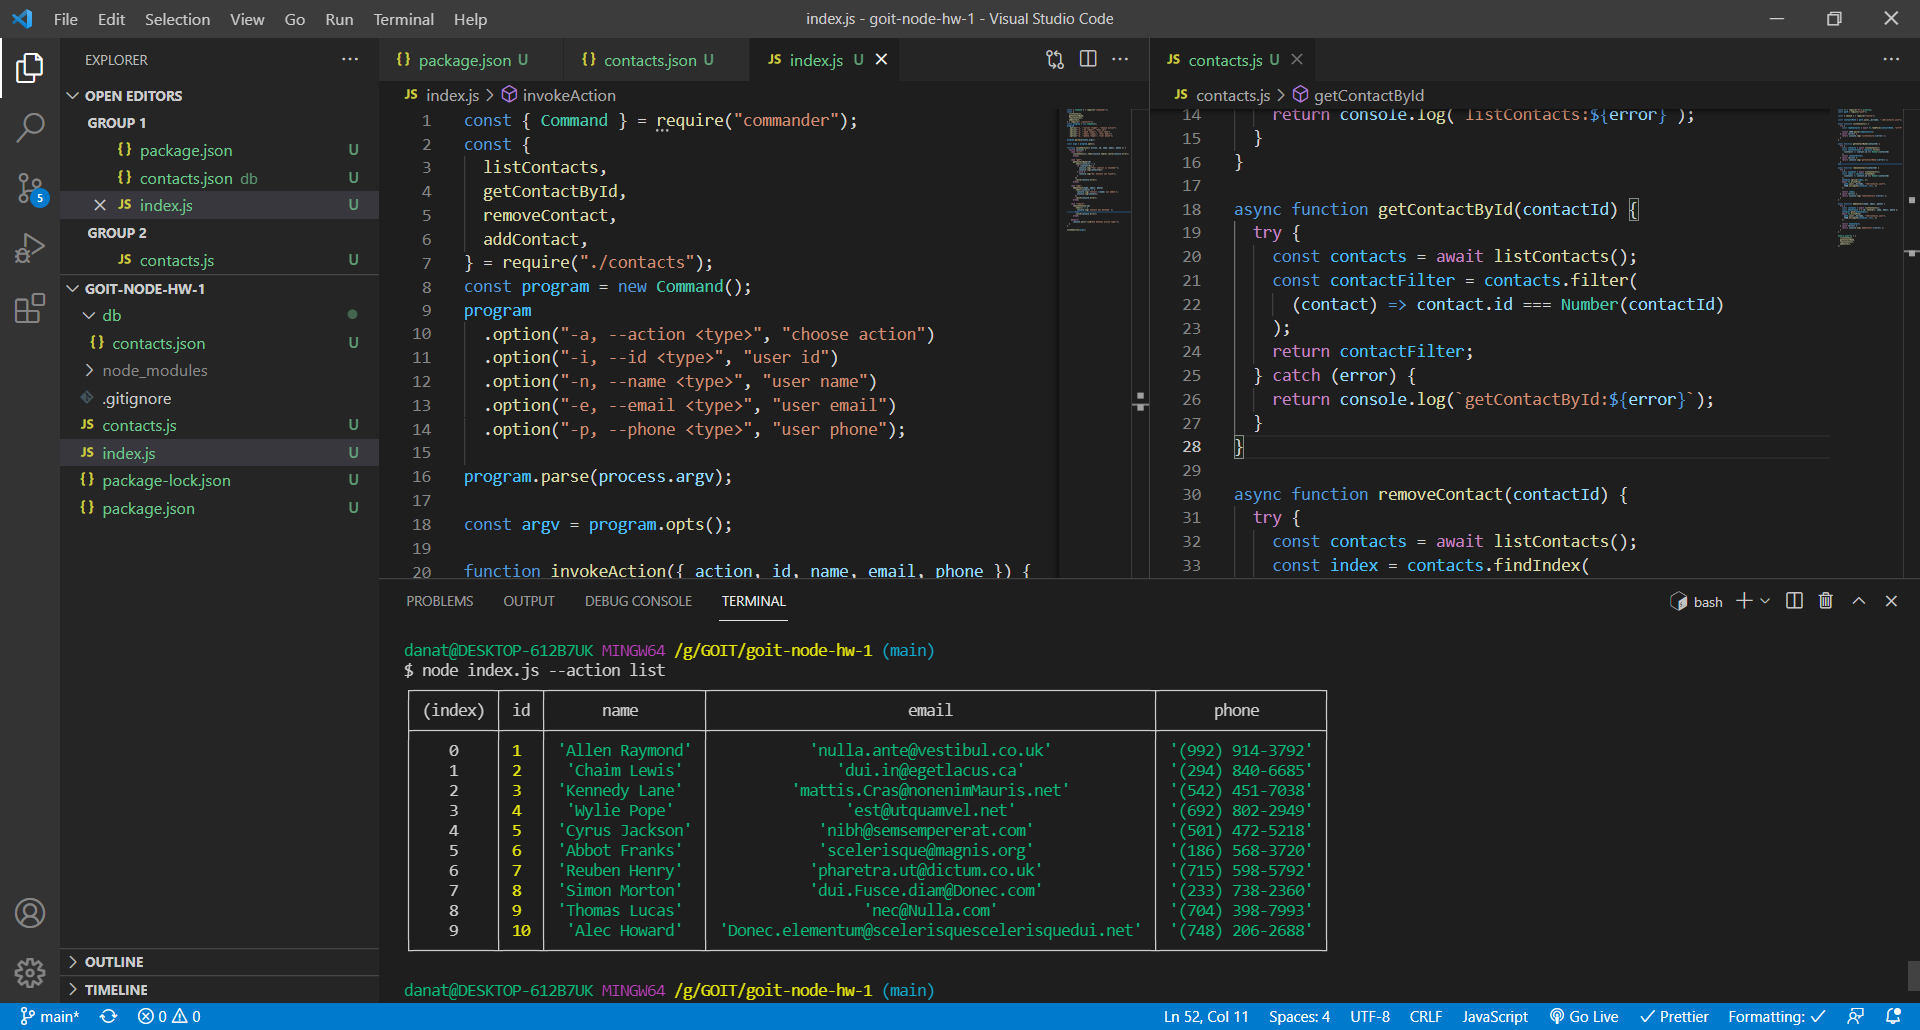 File Edit Selection View Go Run Terminal Help
index.js - goit-node-hw-1 - Visual Studio Code
EXPLORER
OPEN EDITORS
GROUP 1
{} package.json U
{} contacts.json db U
JS index.js U
GROUP 2
JS contacts.js U
GOIT-NODE-HW-1
db
{} contacts.json U
node_modules
.gitignore
JS contacts.js U
JS index.js U
{} package-lock.json U
{} package.json U
OUTLINE
TIMELINE
5
{} package.json U
{} contacts.json U
JS index.js U
JS index.js > invokeAction
1 const { Command } = require("commander");
2 const {
3 listContacts,
4 getContactById,
5 removeContact,
6 addContact,
7 } = require("./contacts");
8 const program = new Command();
9 program
10 .option("-a, --action <type>", "choose action")
11 .option("-i, --id <type>", "user id")
12 .option("-n, --name <type>", "user name")
13 .option("-e, --email <type>", "user email")
14 .option("-p, --phone <type>", "user phone");
15
16 program.parse(process.argv);
17
18 const argv = program.opts();
19
20 function invokeAction({ action, id, name, email, phone }) {
JS contacts.js U
JS contacts.js > getContactById
14 return console.log(`listContacts:${error}`);
15 }
16 }
17
18 async function getContactById(contactId) {
19 try {
20 const contacts = await listContacts();
21 const contactFilter = contacts.filter(
22 (contact) => contact.id === Number(contactId)
23 );
24 return contactFilter;
25 } catch (error) {
26 return console.log(`getContactById:${error}`);
27 }
28 }
29
30 async function removeContact(contactId) {
31 try {
32 const contacts = await listContacts();
33 const index = contacts.findIndex(
PROBLEMS OUTPUT DEBUG CONSOLE TERMINAL
bash
danat@DESKTOP-612B7UK MINGW64 /g/GOIT/goit-node-hw-1 (main)
$ node index.js --action list
(index) id name email phone
0 1 'Allen Raymond' 'nulla.ante@vestibul.co.uk' '(992) 914-3792'
1 2 'Chaim Lewis' 'dui.in@egetlacus.ca' '(294) 840-6685'
2 3 'Kennedy Lane' 'mattis.Cras@nonenimMauris.net' '(542) 451-7038'
3 4 'Wylie Pope' 'est@utquamvel.net' '(692) 802-2949'
4 5 'Cyrus Jackson' 'nibh@semsempererat.com' '(501) 472-5218'
5 6 'Abbot Franks' 'scelerisque@magnis.org' '(186) 568-3720'
6 7 'Reuben Henry' 'pharetra.ut@dictum.co.uk' '(715) 598-5792'
7 8 'Simon Morton' 'dui.Fusce.diam@Donec.com' '(233) 738-2360'
8 9 'Thomas Lucas' 'nec@Nulla.com' '(704) 398-7993'
9 10 'Alec Howard' 'Donec.elementum@scelerisquescelerisquedui.net' '(748) 206-2688'
danat@DESKTOP-612B7UK MINGW64 /g/GOIT/goit-node-hw-1 (main)
main* 0 0 Ln 52, Col 11 Spaces: 4 UTF-8 CRLF JavaScript Go Live Prettier Formatting: